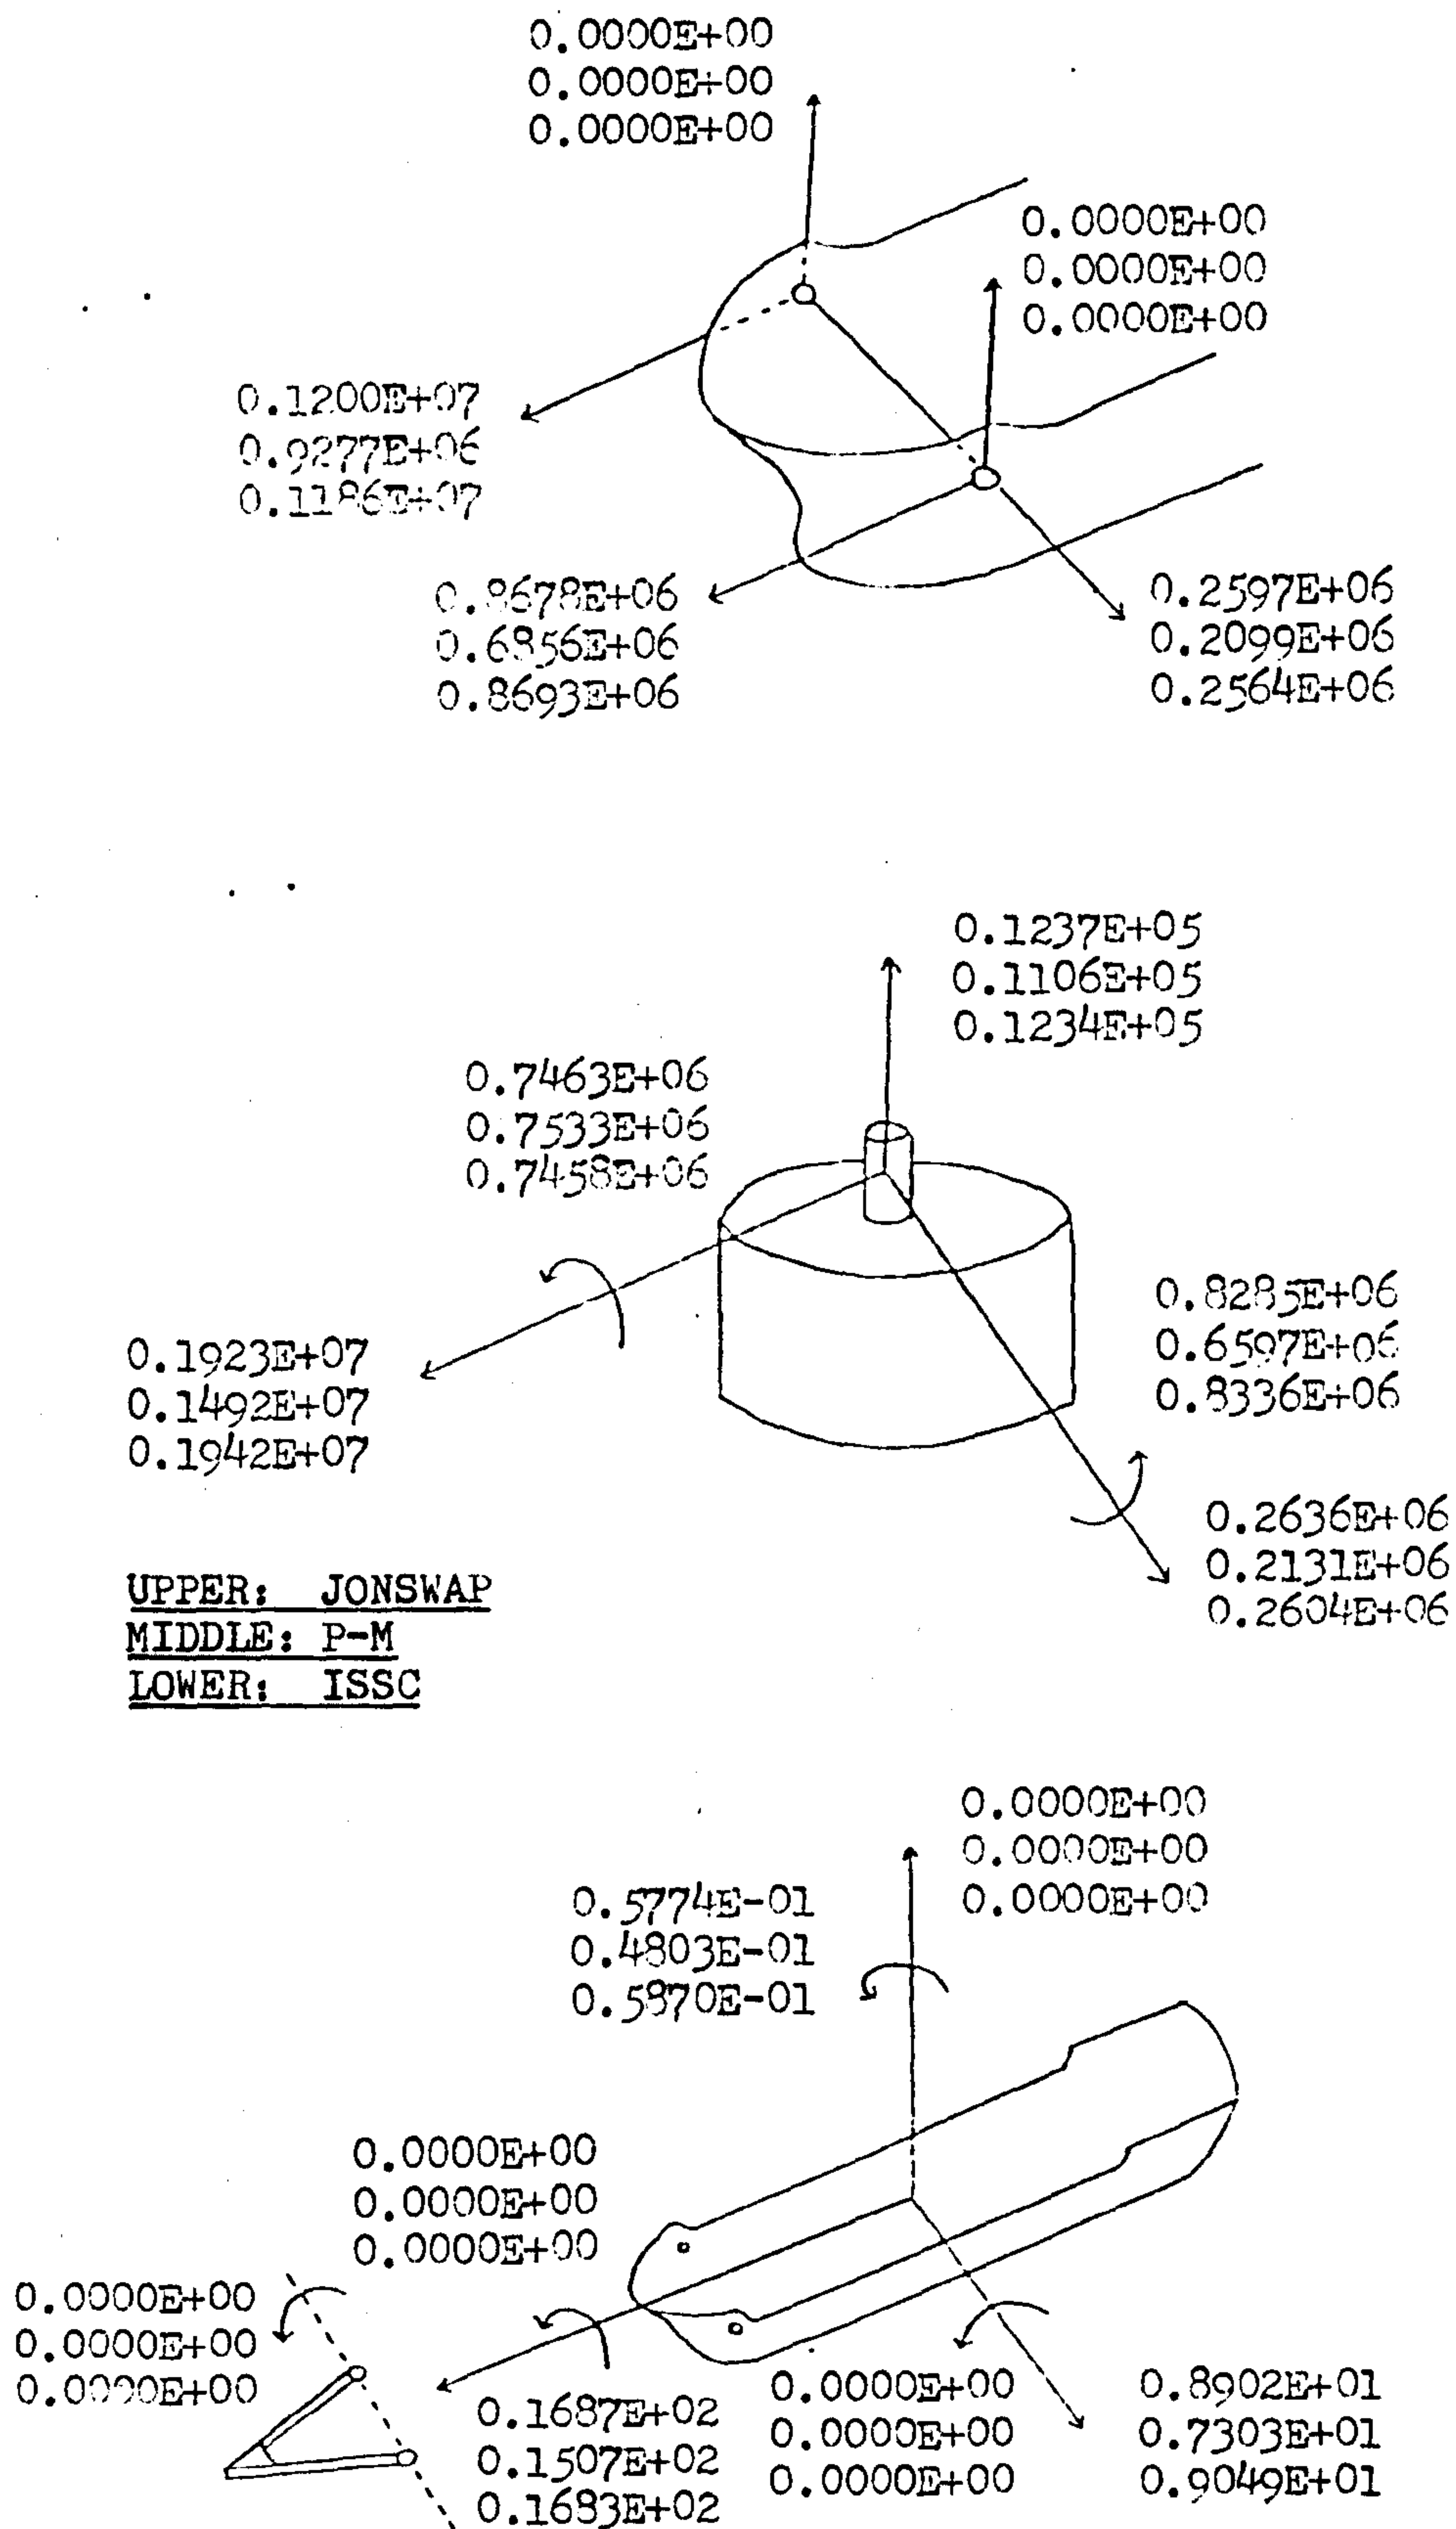 0.0000E+00
0.0000E+00
0.0000E+00
0.0000E+00
0.0000E+00
0.0000E+00
0.1200E+07
0.9277E+06
0.1186E+07
0.8678E+06
0.6856E+06
0.8693E+06
0.2597E+06
0.2099E+06
0.2564E+06
0.1237E+05
0.1106E+05
0.1234E+05
0.7463E+06
0.7533E+06
0.7458E+06
0.8285E+06
0.6597E+06
0.8336E+06
0.1923E+07
0.1492E+07
0.1942E+07
0.2636E+06
0.2131E+06
0.2604E+06
UPPER: JONSWAP
MIDDLE: P-M
LOWER: ISSC
0.0000E+00
0.0000E+00
0.0000E+00
0.5774E-01
0.4803E-01
0.5870E-01
0.0000E+00
0.0000E+00
0.0000E+00
0.0000E+00
0.0000E+00
0.0000E+00
0.1687E+02
0.1507E+02
0.1683E+02
0.0000E+00
0.0000E+00
0.0000E+00
0.8902E+01
0.7303E+01
0.9049E+01